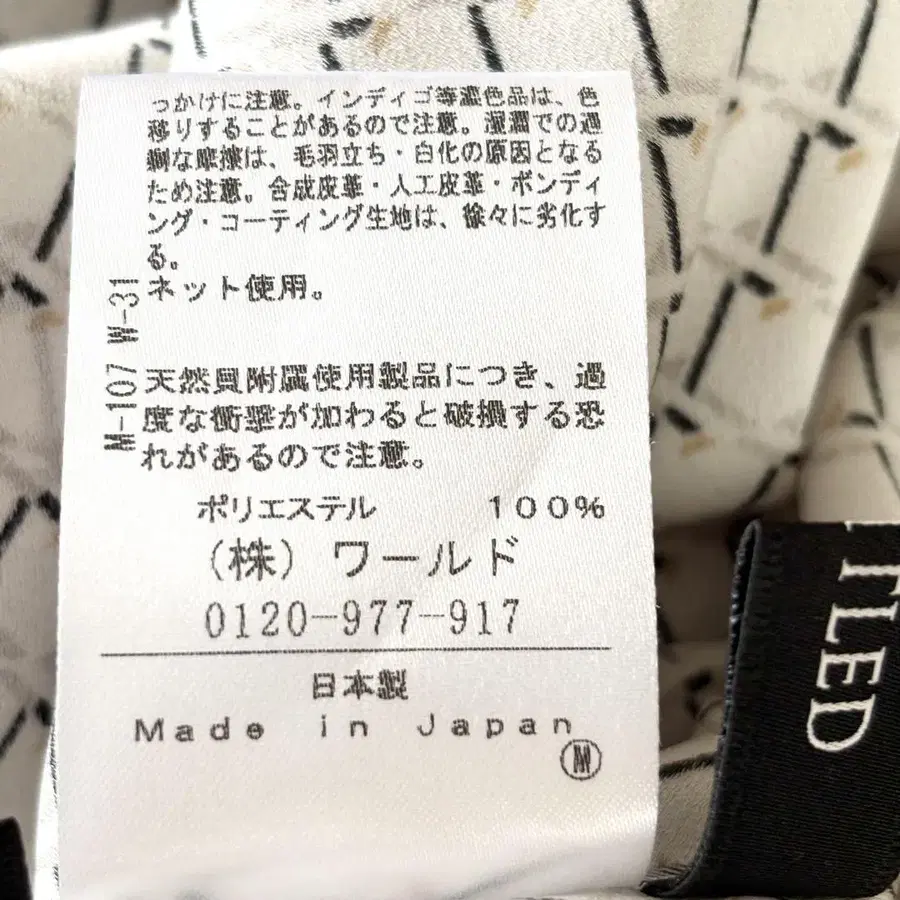 っかけに注意。インディゴ等濃色品は、色
移りすることがあるので注意。湿潤での過
剰な摩擦は、毛羽立ち・白化の原因となる
ため注意。合成皮革・人工皮革・ボンディ
ング・コーティング生地は、徐々に劣化す
る。
ネット使用。
M-107 W-31
天然貝附属使用製品につき、過
度な衝撃が加わると破損する恐
れがあるので注意。
ポリエステル 100%
(株)ワールド
0120-977-917
日本製
Made in Japan
M
TLED